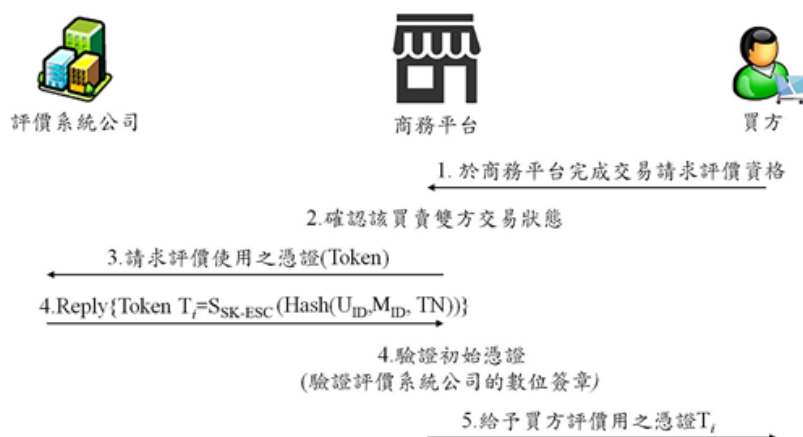 評價系統公司
商務平台
買方
1. 於商務平台完成交易請求評價資格
2.確認該買賣雙方交易狀態
3.請求評價使用之憑證(Token)
4.Reply{Token Tᵢ=S_SK-ESC(Hash(U_ID,M_ID, TN))}
4.驗證初始憑證
(驗證評價系統公司的數位簽章)
5.給予買方評價用之憑證Tᵢ